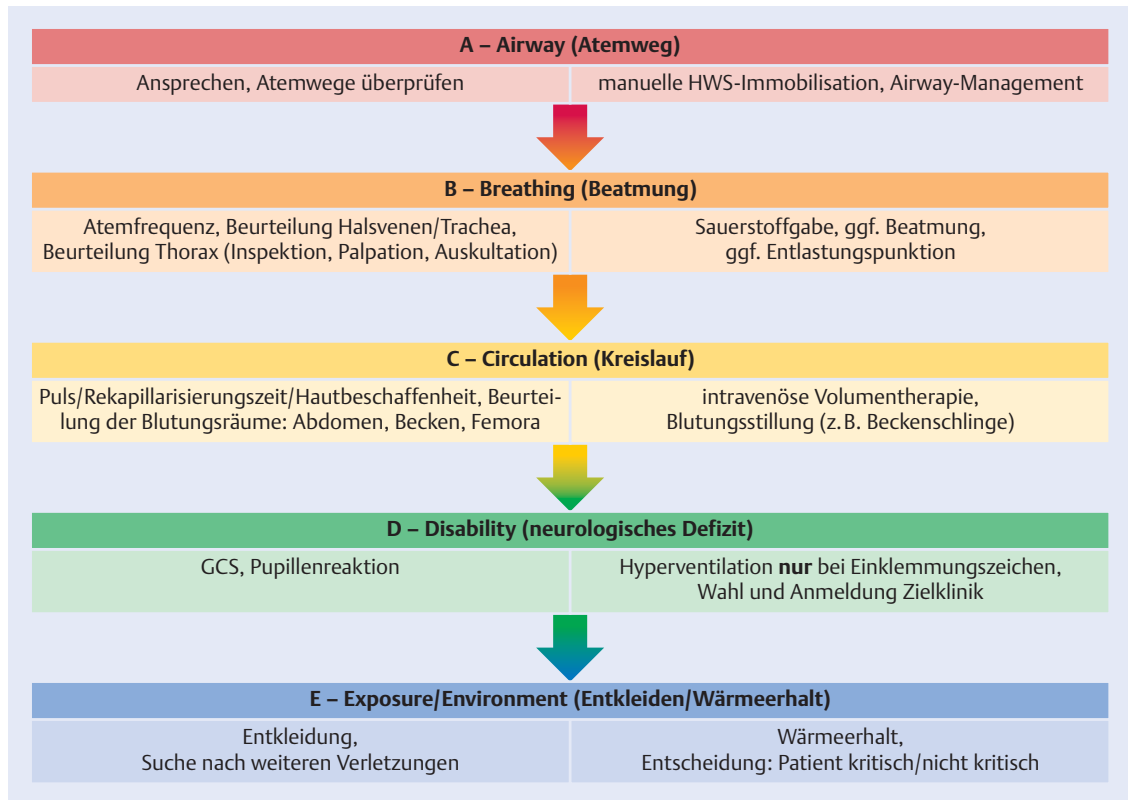 A – Airway (Atemweg)
Ansprechen, Atemwege überprüfen
manuelle HWS-Immobilisation, Airway-Management
B – Breathing (Beatmung)
Atemfrequenz, Beurteilung Halsvenen/Trachea,
Beurteilung Thorax (Inspektion, Palpation, Auskultation)
Sauerstoffgabe, ggf. Beatmung,
ggf. Entlastungspunktion
C – Circulation (Kreislauf)
Puls/Rekapillarisierungszeit/Hautbeschaffenheit, Beurtei-
lung der Blutungsräume: Abdomen, Becken, Femora
intravenöse Volumentherapie,
Blutungsstillung (z.B. Beckenschlinge)
D – Disability (neurologisches Defizit)
GCS, Pupillenreaktion
Hyperventilation nur bei Einklemmungszeichen,
Wahl und Anmeldung Zielklinik
E – Exposure/Environment (Entkleiden/Wärmeerhalt)
Entkleidung,
Suche nach weiteren Verletzungen
Wärmeerhalt,
Entscheidung: Patient kritisch/nicht kritisch